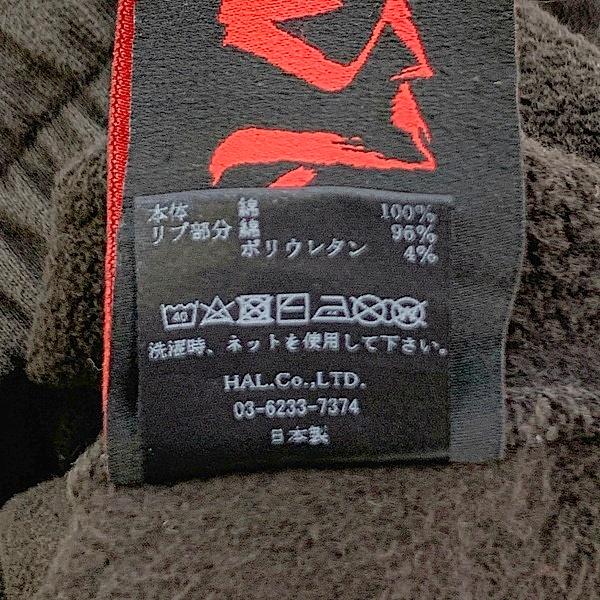 本体 綿 100%
リブ部分 綿 96%
ポリウレタン 4%
40
洗濯時、ネットを使用して下さい。
HAL.Co.,LTD.
03-6233-7374
日本製